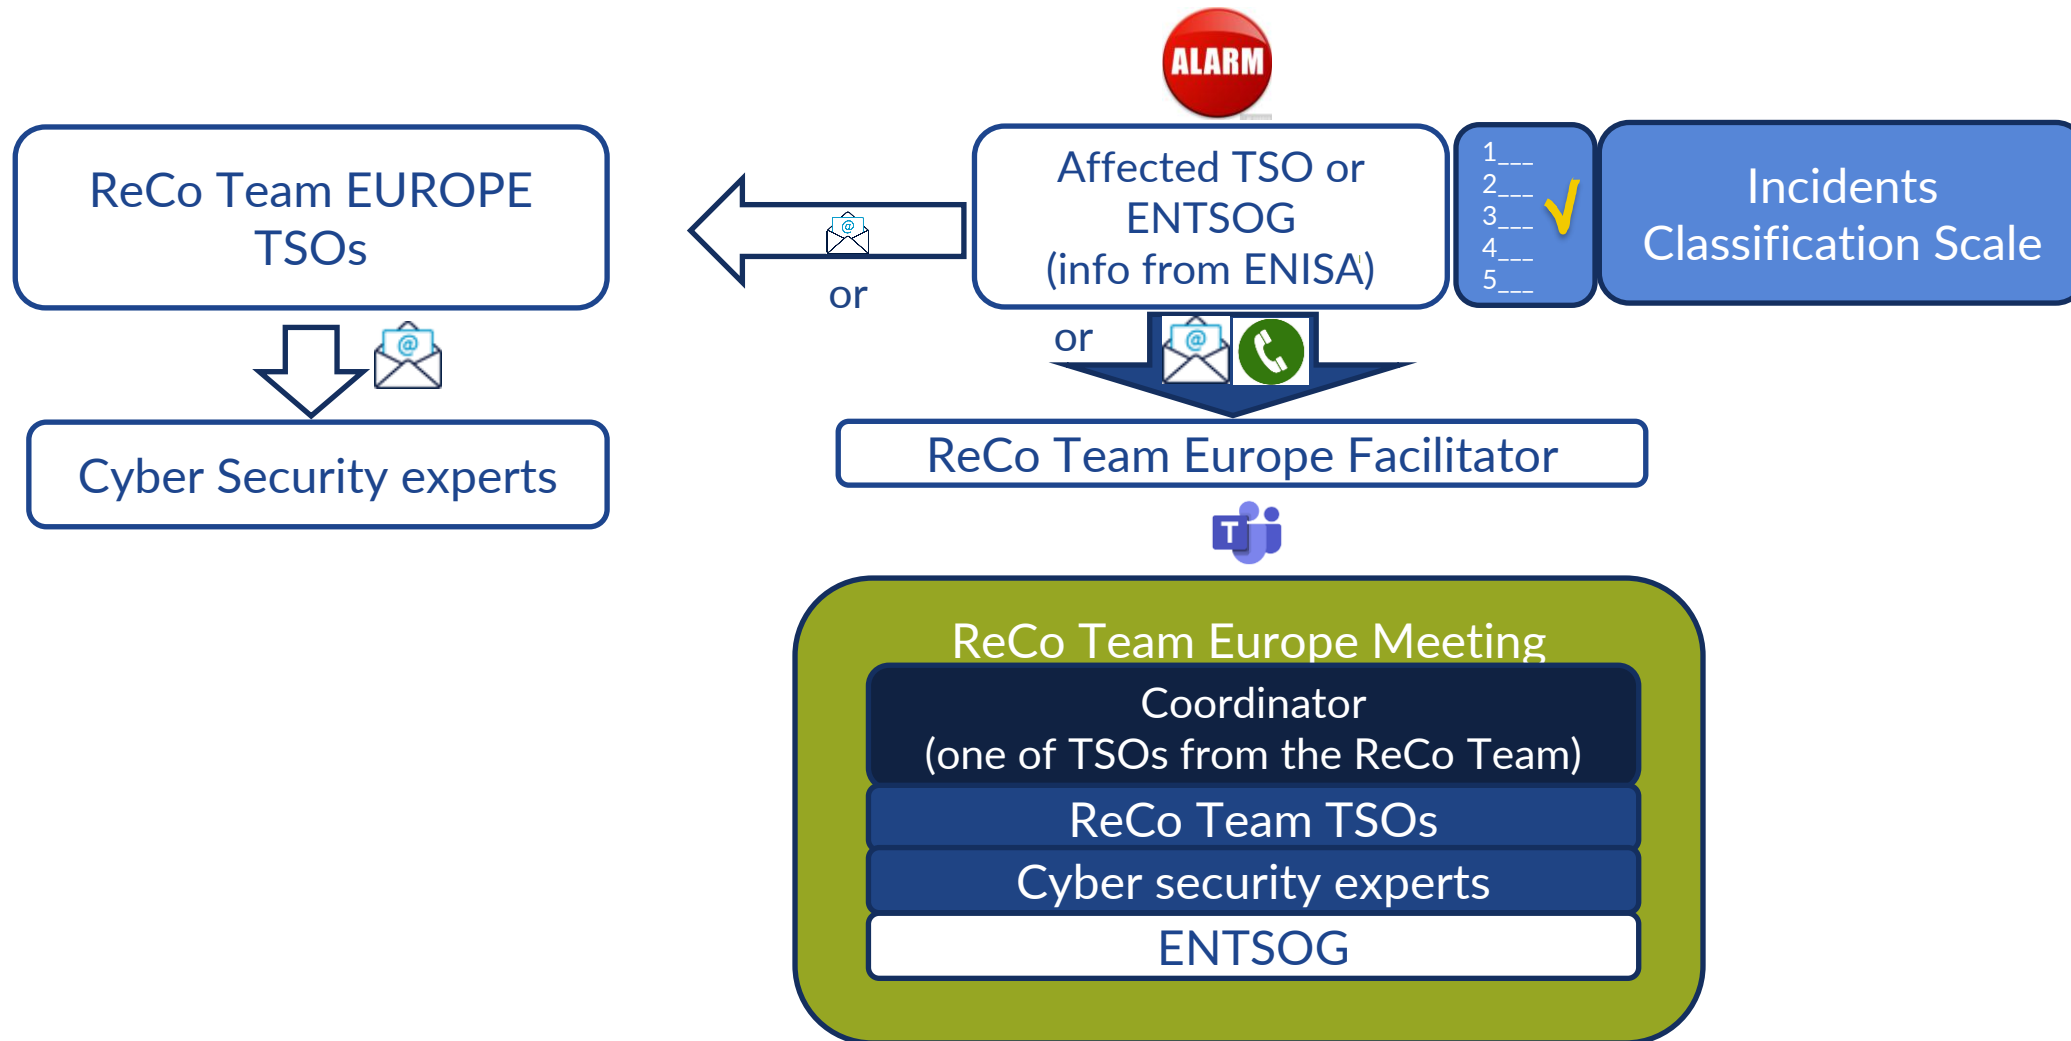 ALARM
ReCo Team EUROPE
TSOs
@
or
Affected TSO or
ENTSOG
(info from ENISA)
1___
2___
3___
4___
5___
Incidents
Classification Scale
or
@
@
Cyber Security experts
ReCo Team Europe Facilitator
T
ReCo Team Europe Meeting
Coordinator
(one of TSOs from the ReCo Team)
ReCo Team TSOs
Cyber security experts
ENTSOG